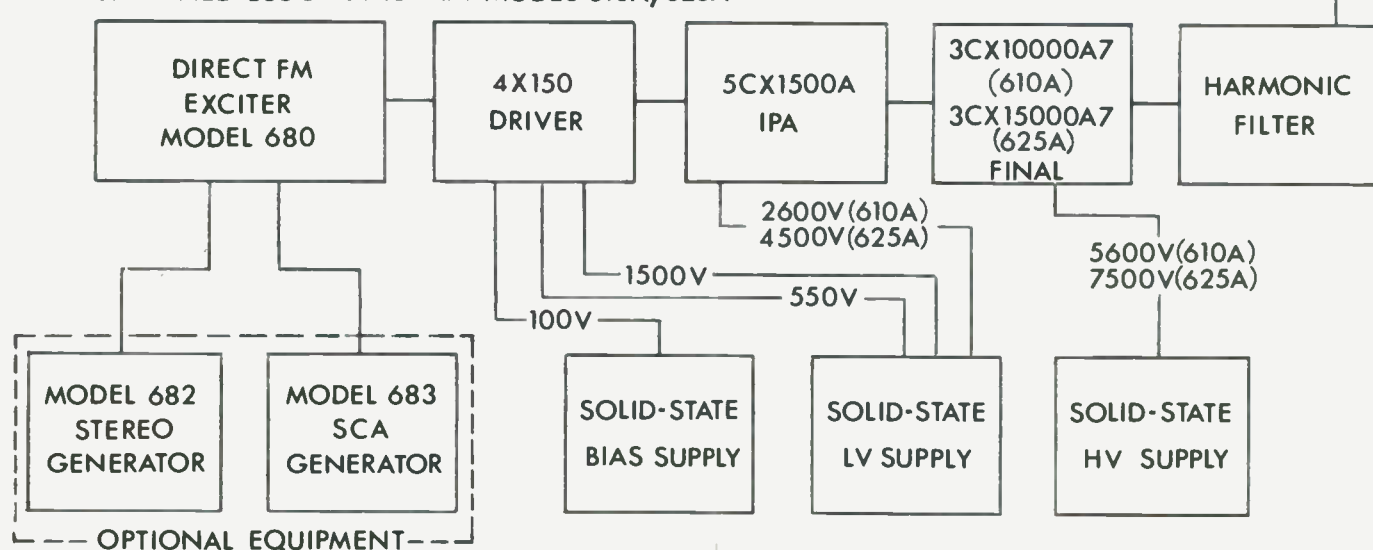 DIRECT FM
EXCITER
MODEL 680
4X150
DRIVER
5CX1500A
IPA
3CX10000A7
(610A)
3CX15000A7
(625A)
FINAL
HARMONIC
FILTER
2600V(610A)
4500V(625A)
5600V(610A)
7500V(625A)
1500V
550V
100V
MODEL 682
STEREO
GENERATOR
MODEL 683
SCA
GENERATOR
SOLID-STATE
BIAS SUPPLY
SOLID-STATE
LV SUPPLY
SOLID-STATE
HV SUPPLY
OPTIONAL EQUIPMENT